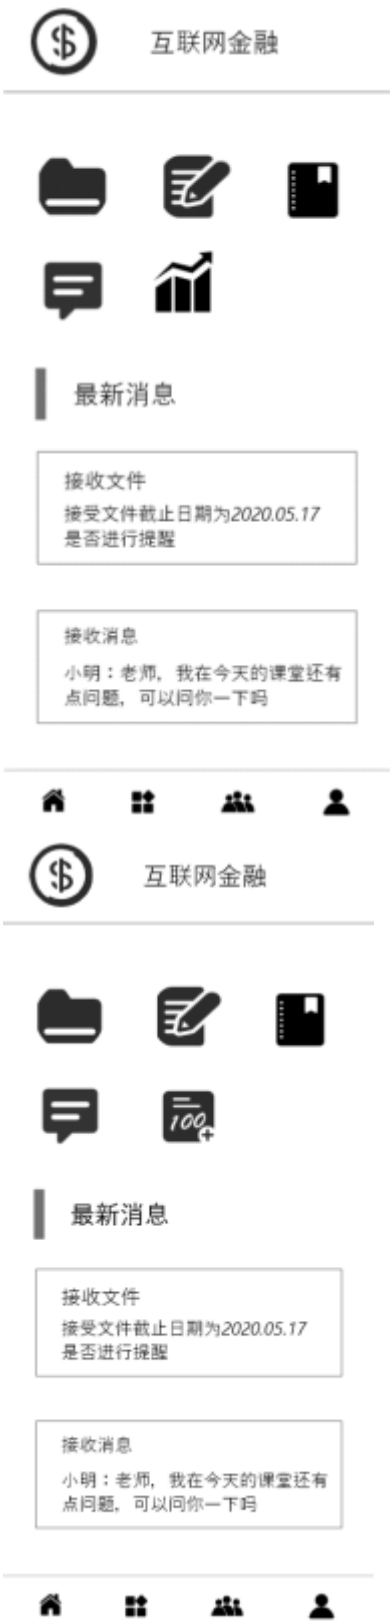 互联网金融
最新消息
接收文件
接受文件截止日期为2020.05.17
是否进行提醒
接收消息
小明：老师，我在今天的课堂还有
点问题，可以问你一下吗
互联网金融
100
最新消息
接收文件
接受文件截止日期为2020.05.17
是否进行提醒
接收消息
小明：老师，我在今天的课堂还有
点问题，可以问你一下吗